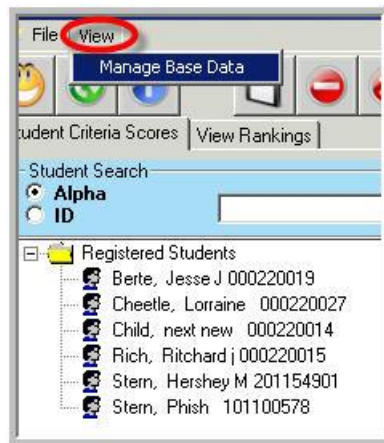 File View
Manage Base Data
tudent Criteria Scores View Rankings
Student Search
Alpha
ID
Registered Students
Berte, Jesse J 000220019
Cheetle, Lorraine 000220027
Child, next new 000220014
Rich, Ritchard j 000220015
Stern, Hershey M 201154901
Stern, Phish 101100578